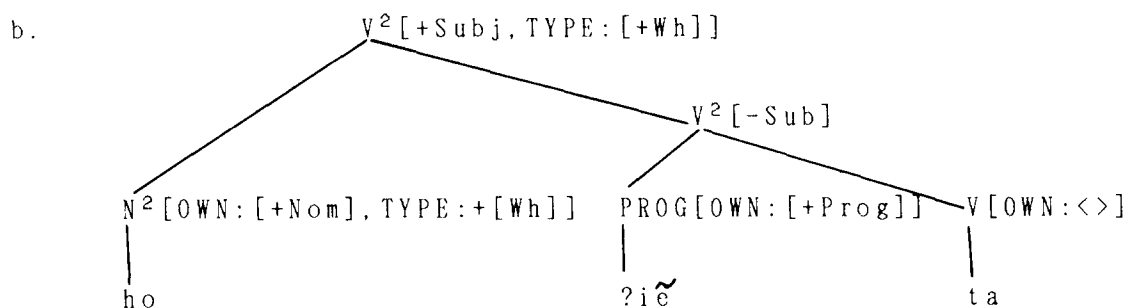 b. V²[+Subj,TYPE:[+Wh]]
V²[-Sub]
N²[OWN:[+Nom],TYPE:+[Wh]] PROG[OWN:[+Prog]] V[OWN:<>]
ho ?iẽ ta